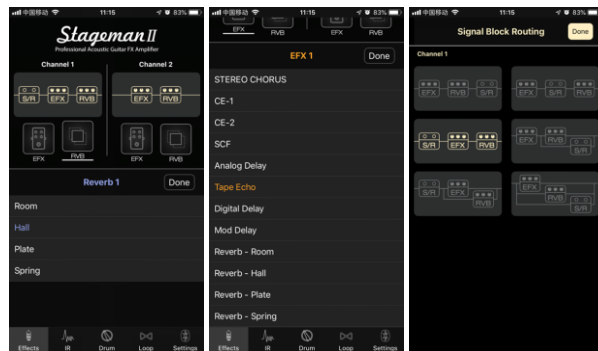 中国移动 11:15 83%
Stageman II
Professional Acoustic Guitar FX Amplifier
Channel 1 Channel 2
S/R EFX RVB EFX RVB
EFX RVB EFX RVB
Reverb 1 Done
Room
Hall
Plate
Spring
Effects IR Drum Loop Settings
中国移动 11:15 83%
EFX RVB EFX RVB
EFX 1 Done
STEREO CHORUS
CE-1
CE-2
SCF
Analog Delay
Tape Echo
Digital Delay
Mod Delay
Reverb - Room
Reverb - Hall
Reverb - Plate
Reverb - Spring
Effects IR Drum Loop Settings
中国移动 11:15 83%
Signal Block Routing Done
Channel 1
EFX RVB S/R EFX S/R RVB
S/R EFX RVB EFX RVB S/R
S/R EFX RVB EFX RVB S/R